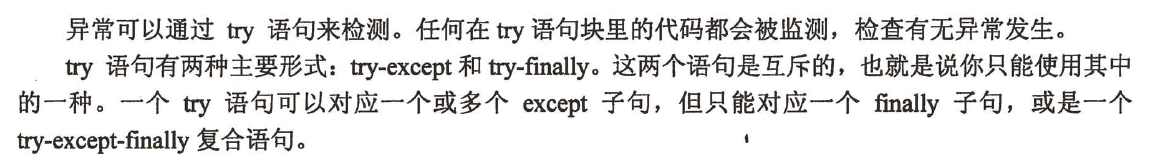 异常可以通过 try 语句来检测。任何在 try 语句块里的代码都会被监测，检查有无异常发生。
try 语句有两种主要形式：try-except 和 try-finally。这两个语句是互斥的，也就是说你只能使用其中
的一种。一个 try 语句可以对应一个或多个 except 子句，但只能对应一个 finally 子句，或是一个
try-except-finally 复合语句。